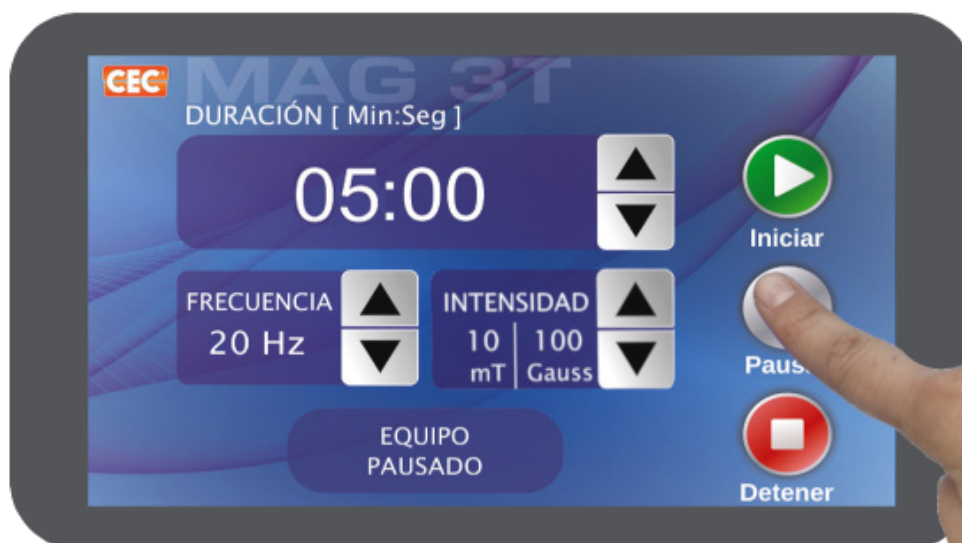 CEC
MAG 3T
DURACIÓN [ Min:Seg ]
05:00
Iniciar
FRECUENCIA
20 Hz
INTENSIDAD
10 | 100
mT | Gauss
EQUIPO
PAUSADO
Detener